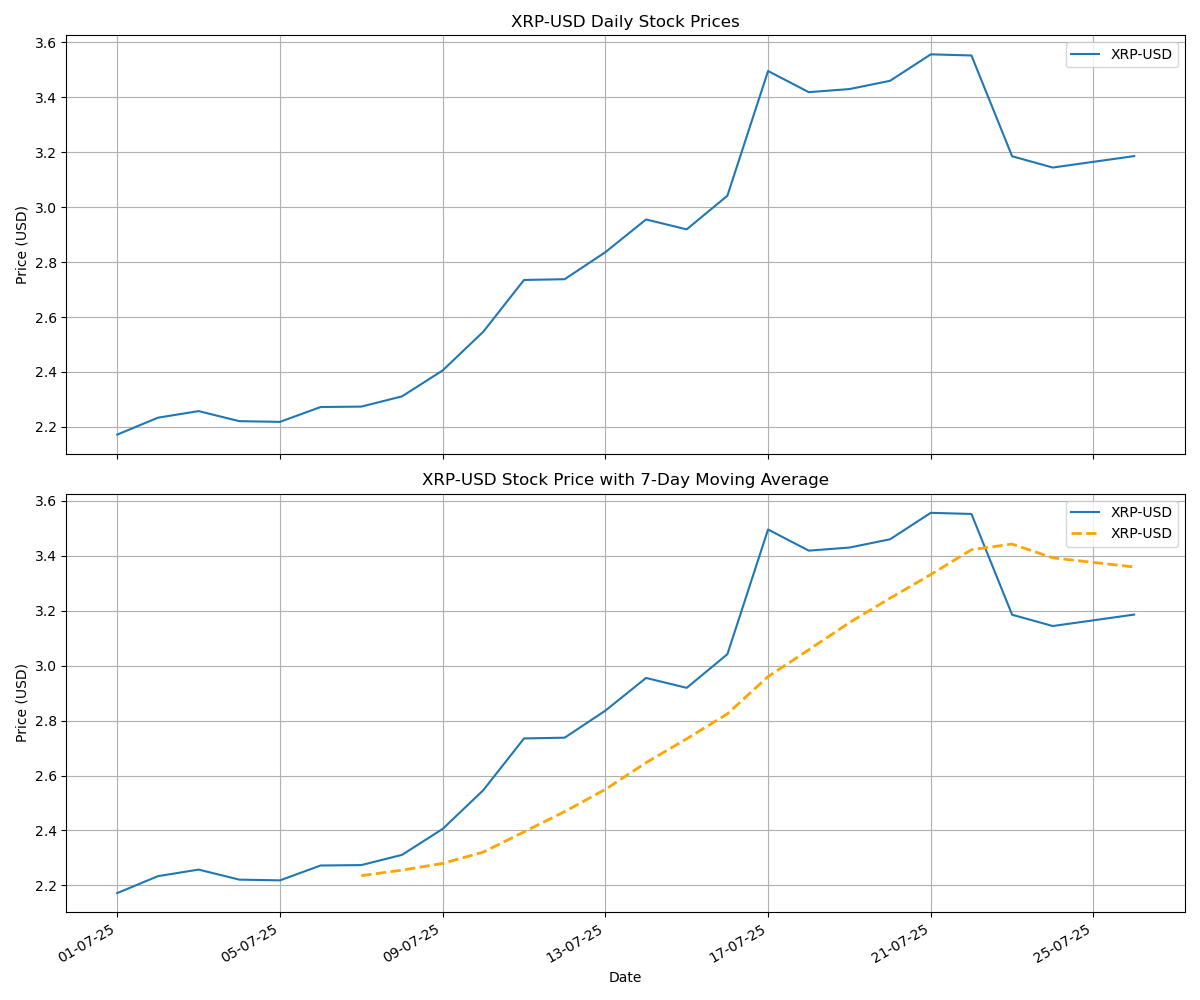 XRP-USD Daily Stock Prices
XRP-USD
3.6
3.4
3.2
3.0
2.8
2.6
2.4
2.2
Price (USD)
XRP-USD Stock Price with 7-Day Moving Average
XRP-USD
XRP-USD
3.6
3.4
3.2
3.0
2.8
2.6
2.4
2.2
Price (USD)
01-07-25
05-07-25
09-07-25
13-07-25
17-07-25
21-07-25
25-07-25
Date